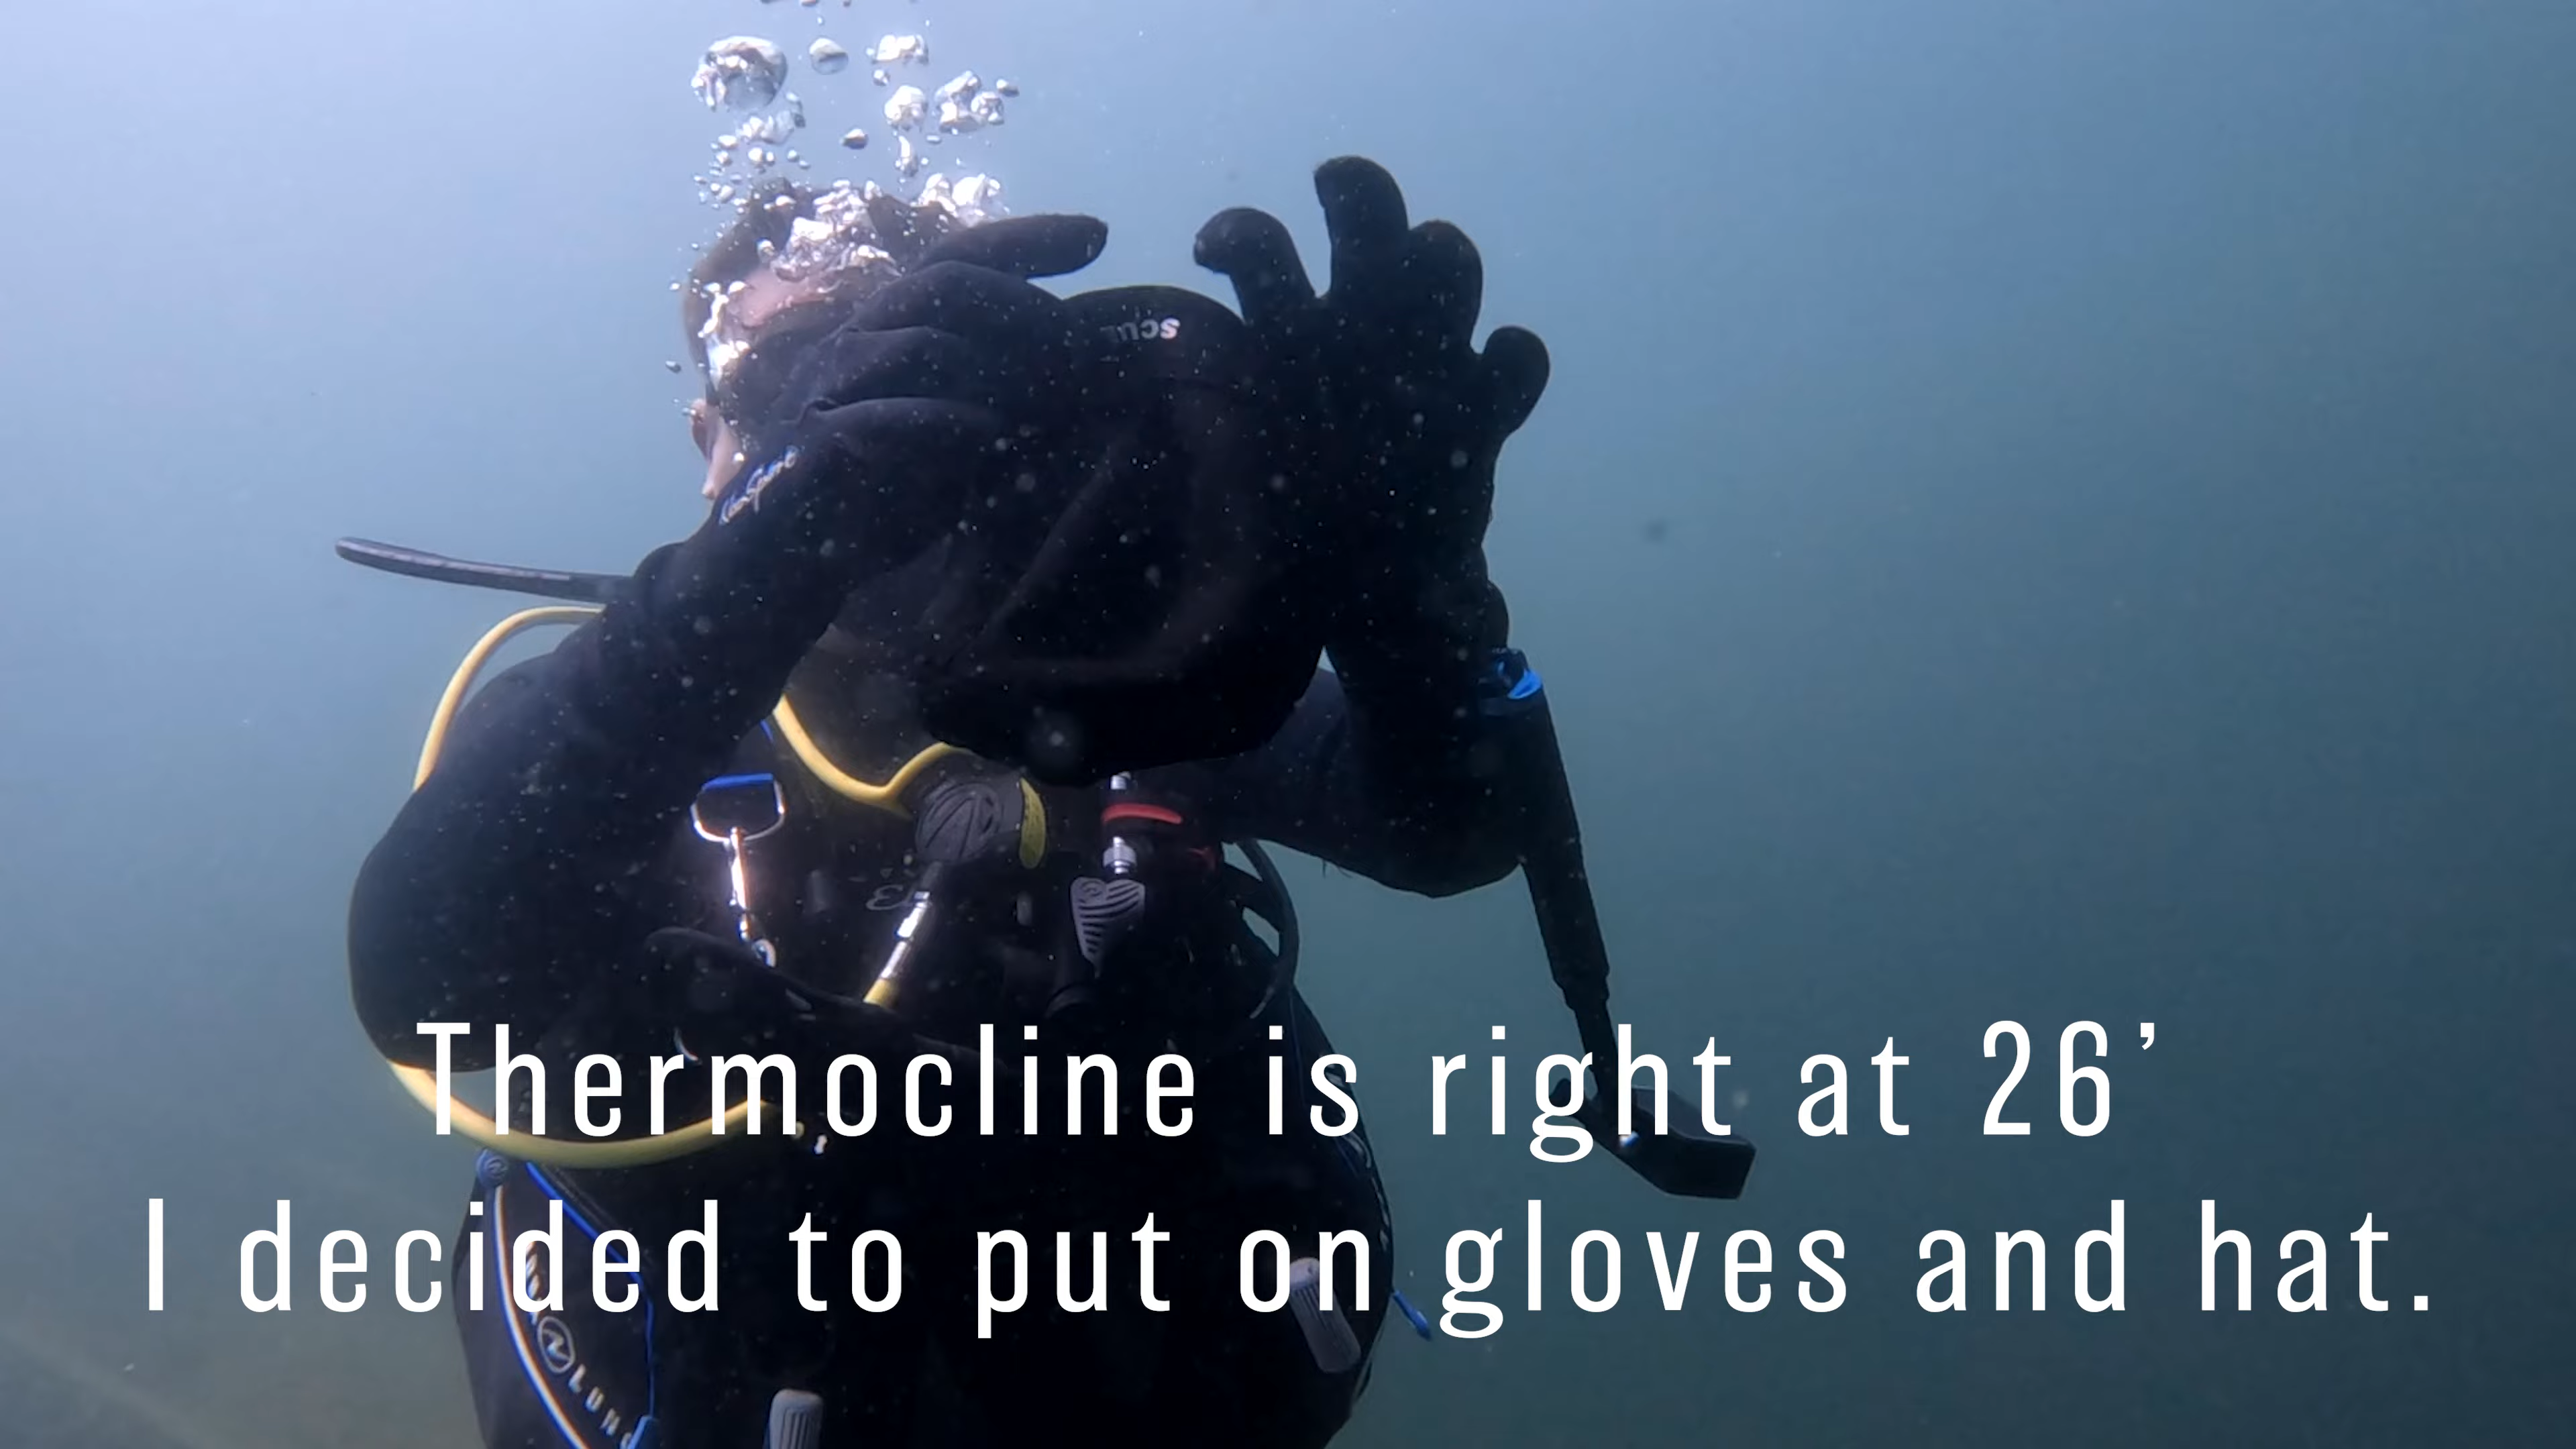 Thermocline is right at 26’
I decided to put on gloves and hat.